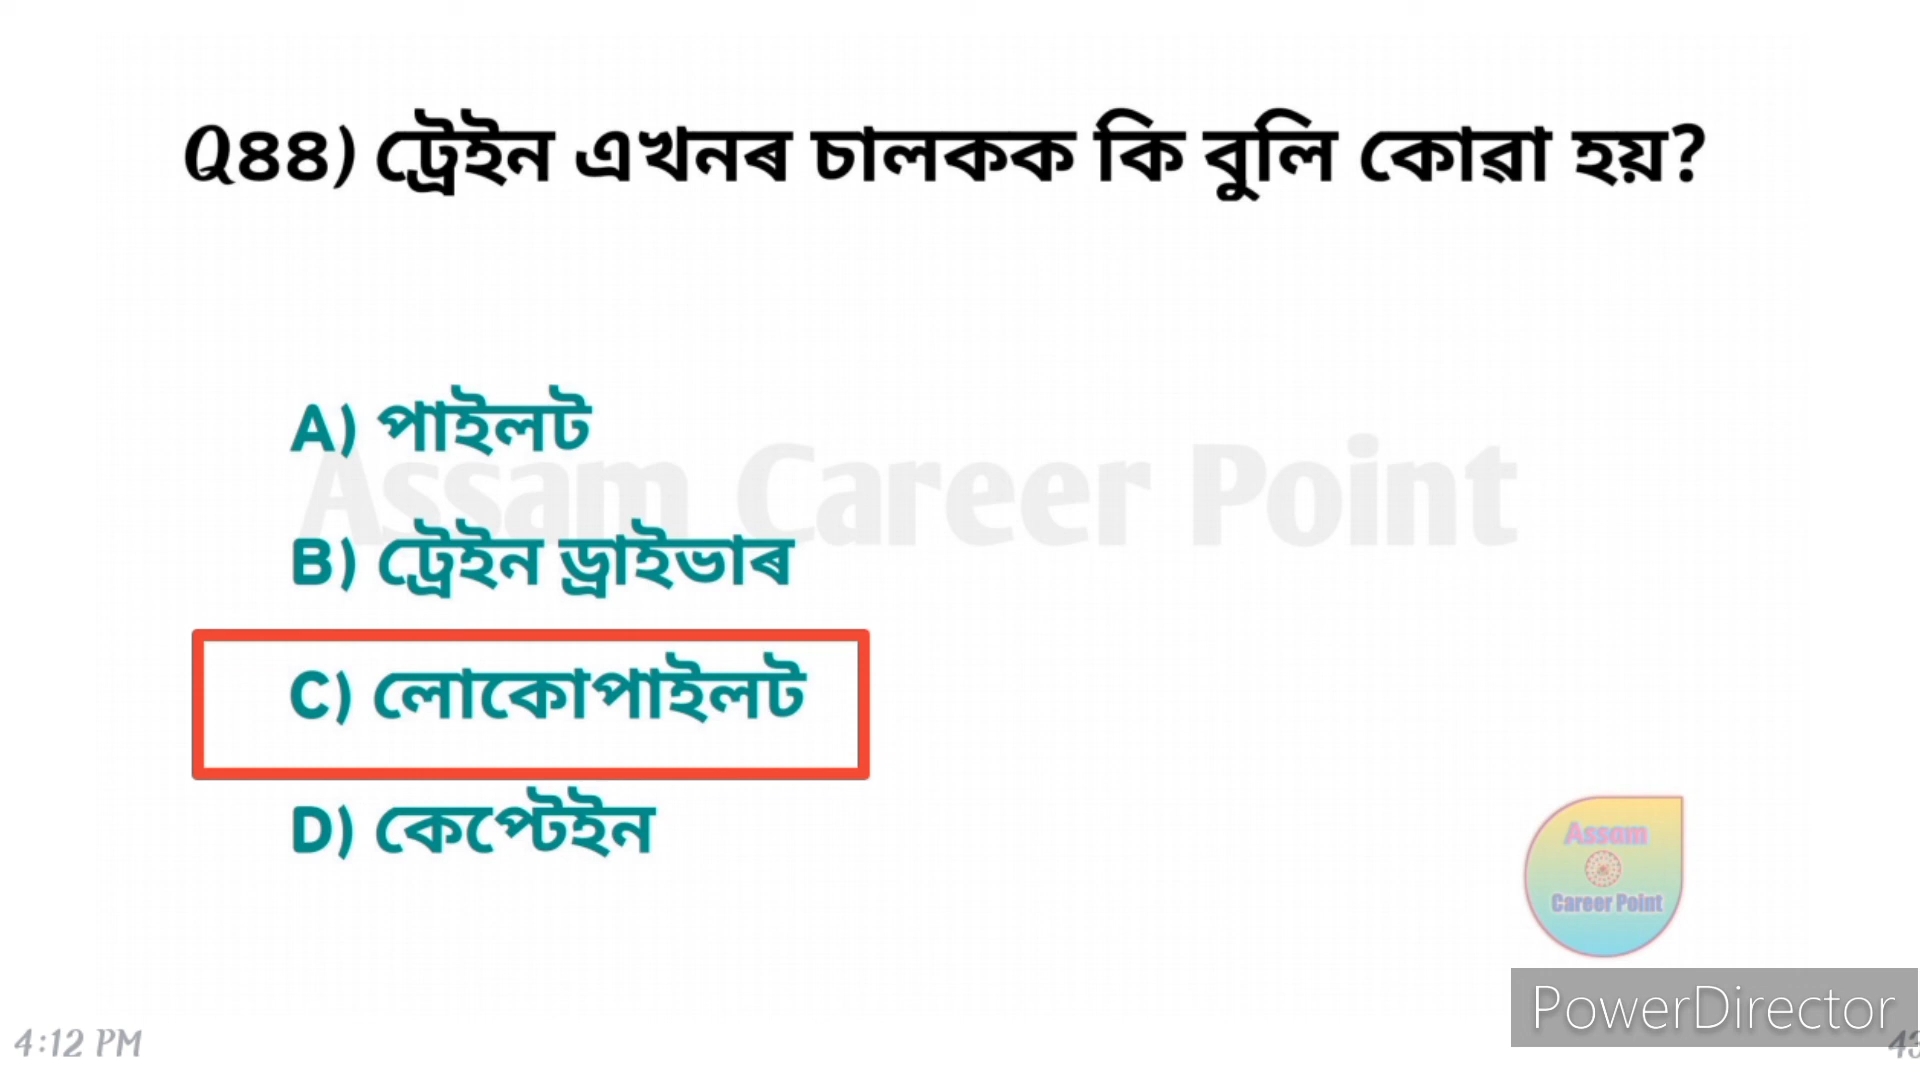 Q৪৪) ট্ৰেইন এখনৰ চালকক কি বুলি কোৱা হয়?
A) পাইলট
Assam Career Point
B) ট্ৰেইন ড্ৰাইভাৰ
C) লোকোপাইলট
D) কেপ্টেইন
Assam
Career Point
PowerDirector
4:12 PM